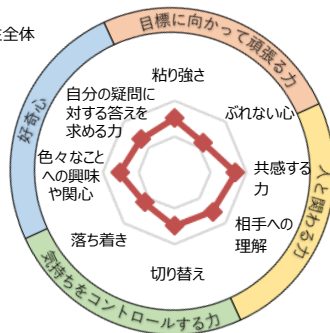 全体
目標に向かって頑張る力
好奇心
人と関わる力
気持ちをコントロールする力
粘り強さ
ぶれない心
共感する
力
相手への
理解
切り替え
落ち着き
色々なこと
への興味
や関心
自分の疑問に
対する答えを
求める力